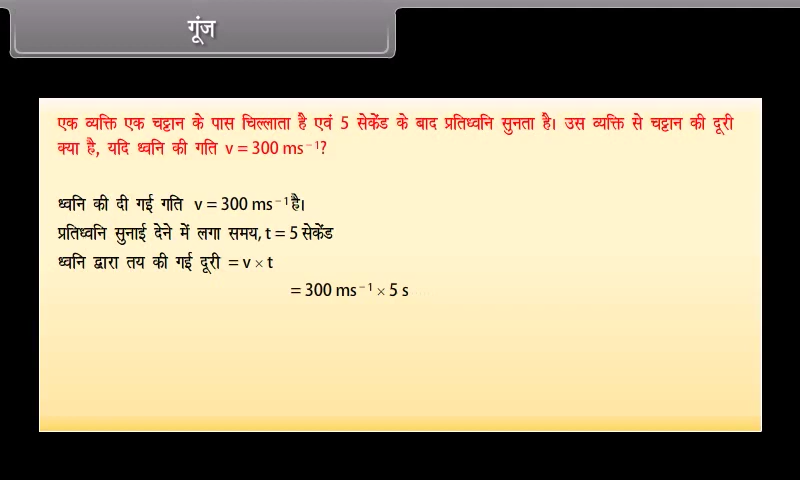 गूंज
एक व्यक्ति एक चट्टान के पास चिल्लाता है एवं 5 सेकेंड के बाद प्रतिध्वनि सुनता है। उस व्यक्ति से चट्टान की दूरी
क्या है, यदि ध्वनि की गति v = 300 ms⁻¹?
ध्वनि की दी गई गति v = 300 ms⁻¹ है।
प्रतिध्वनि सुनाई देने में लगा समय, t = 5 सेकेंड
ध्वनि द्वारा तय की गई दूरी = v × t
= 300 ms⁻¹ × 5 s